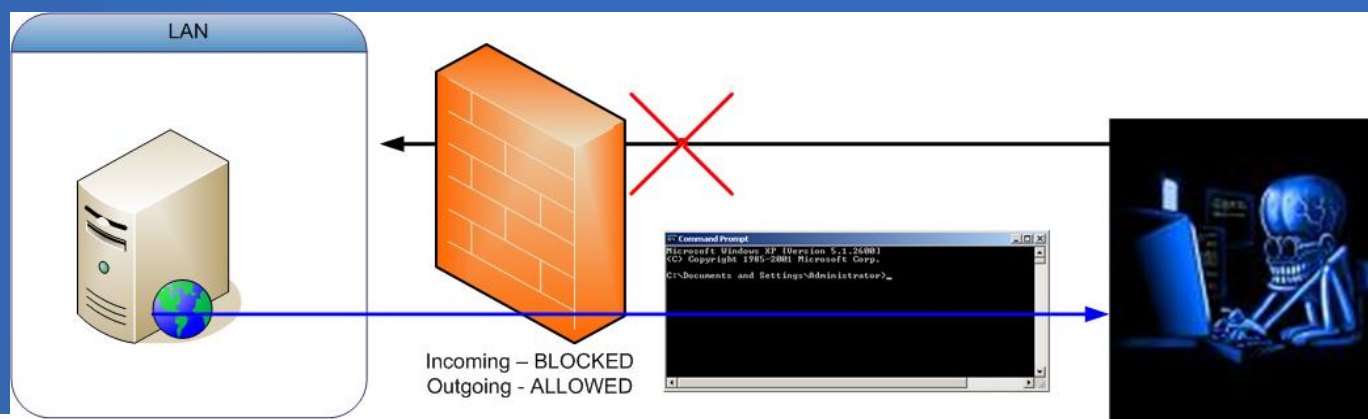 LAN
Command Prompt
Microsoft Windows XP [Version 5.1.2600]
(C) Copyright 1985-2001 Microsoft Corp.
C:\Documents and Settings\Administrator>_
Incoming – BLOCKED
Outgoing - ALLOWED